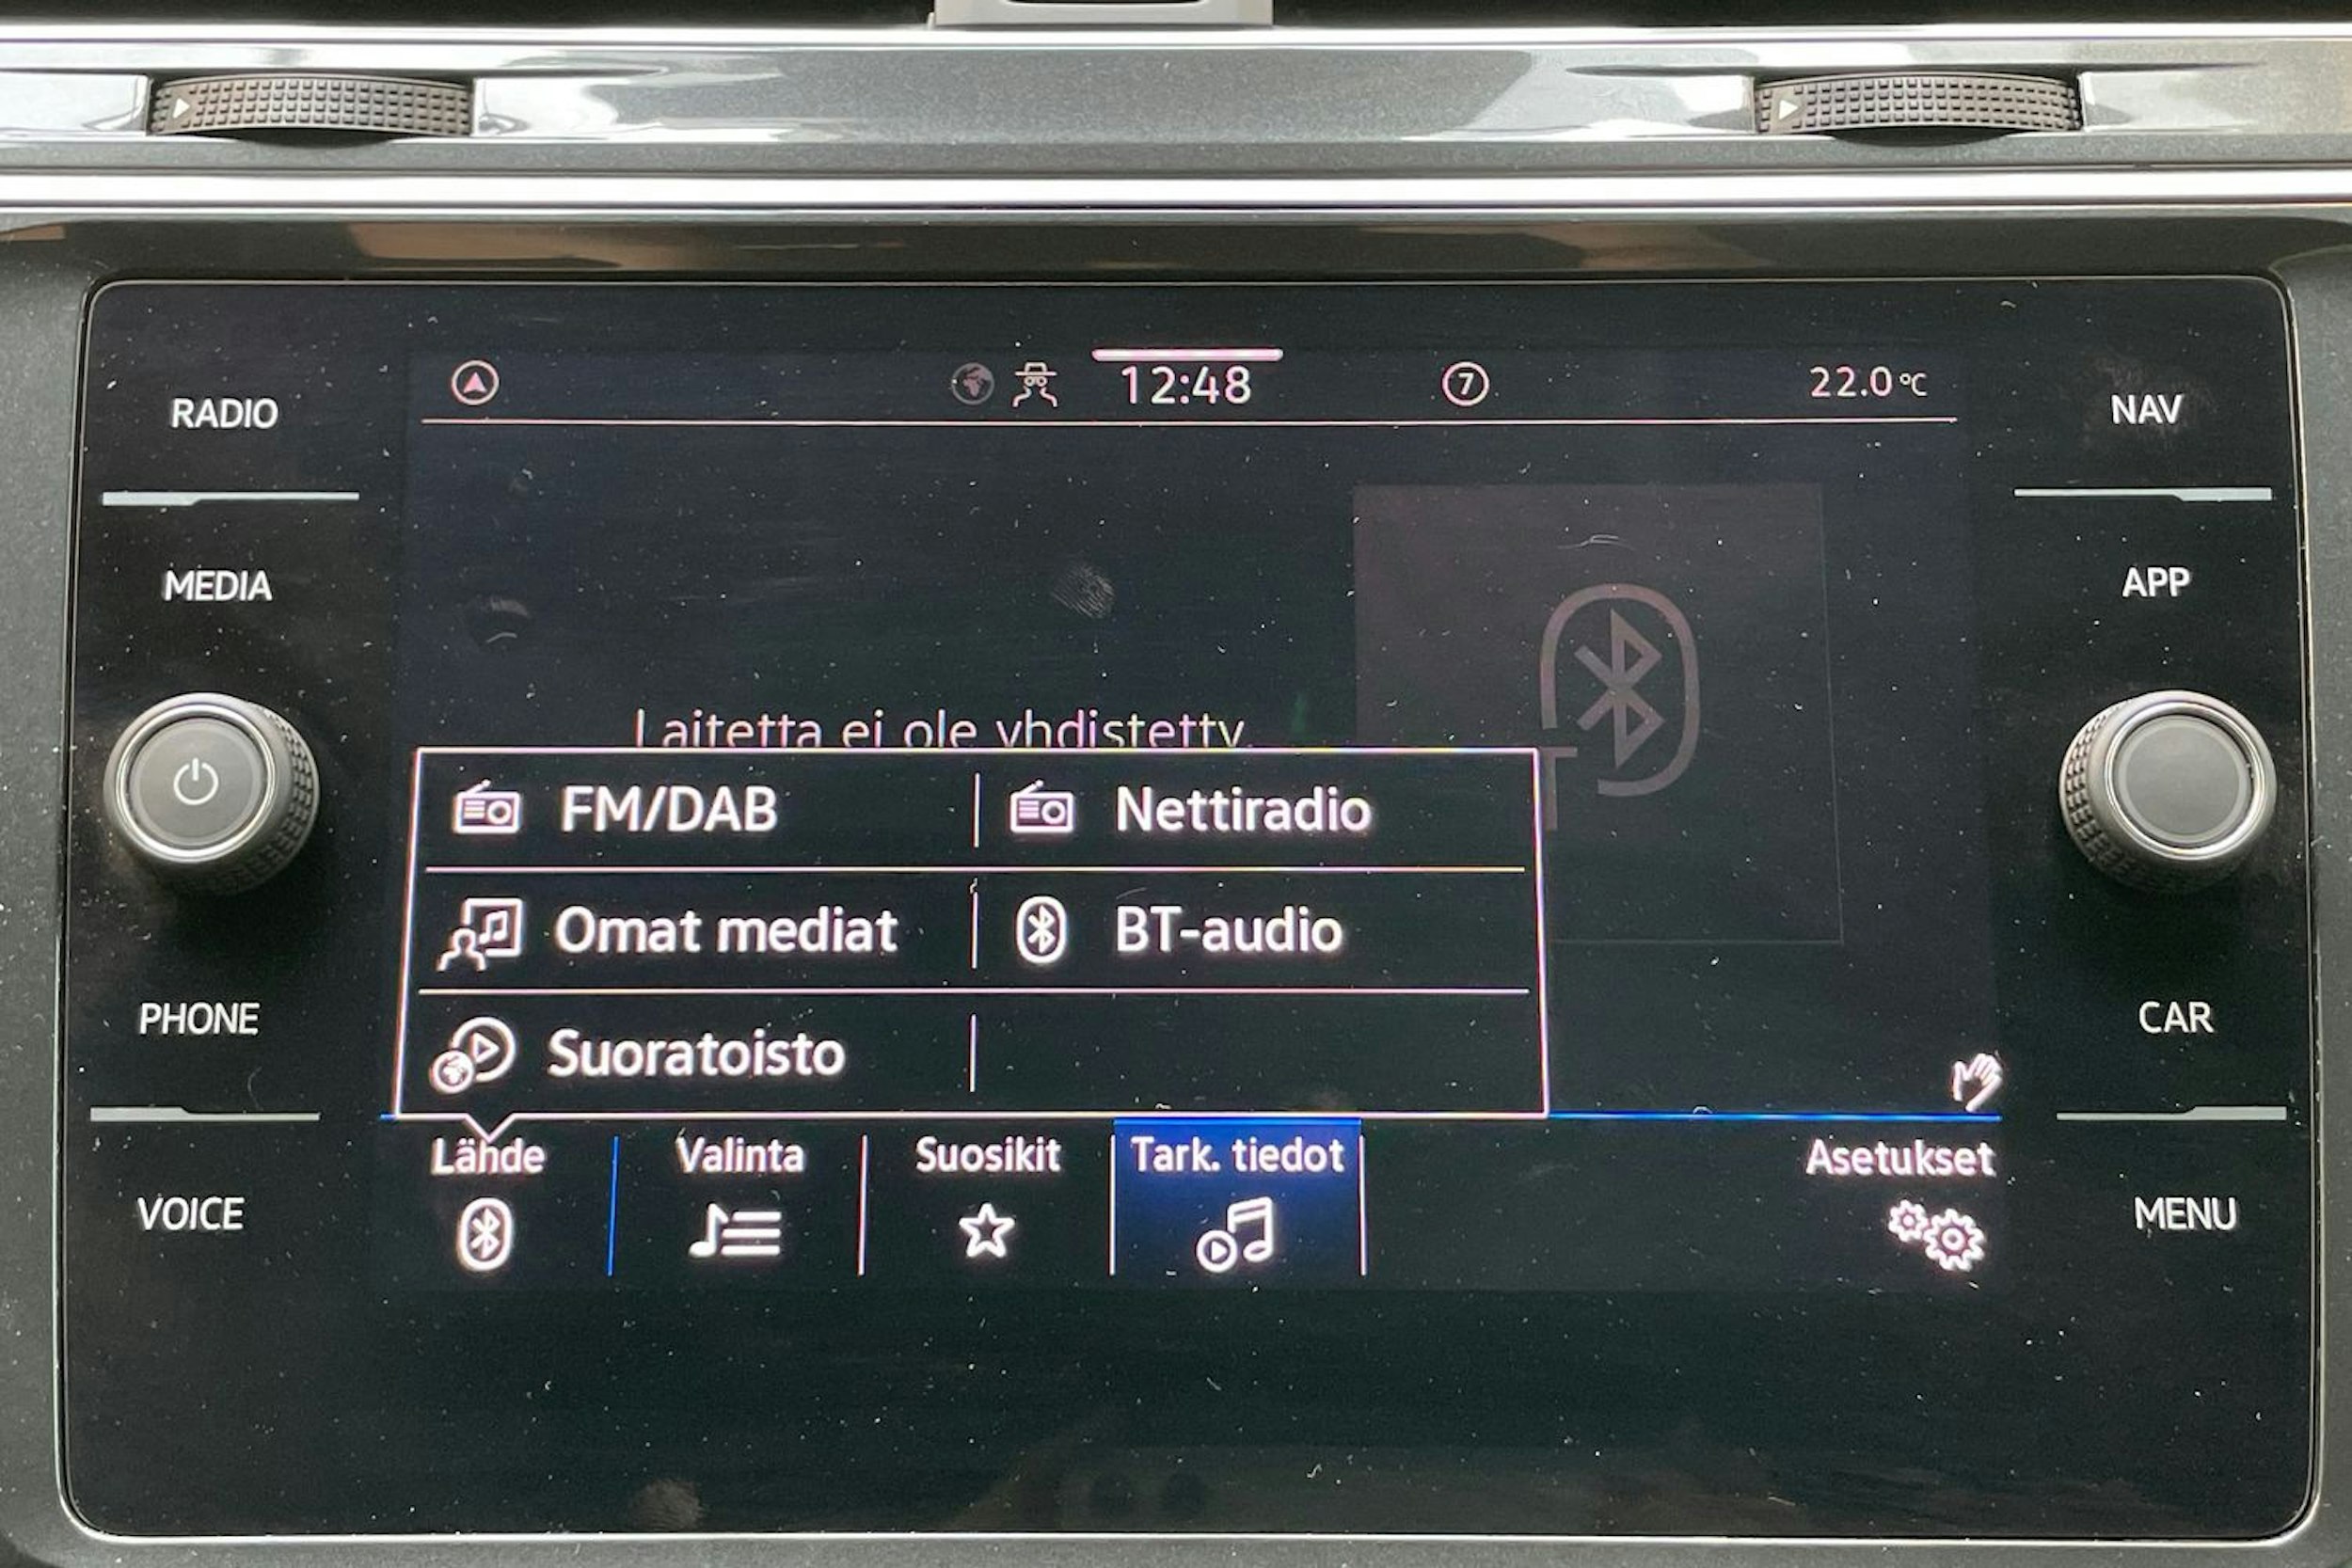 12:48
7
22.0 °C
RADIO
NAV
MEDIA
APP
Laitetta ei ole yhdistetty.
FM/DAB
Nettiradio
Omat mediat
BT-audio
Suoratoisto
PHONE
CAR
Lähde
Valinta
Suosikit
Tark. tiedot
Asetukset
VOICE
MENU